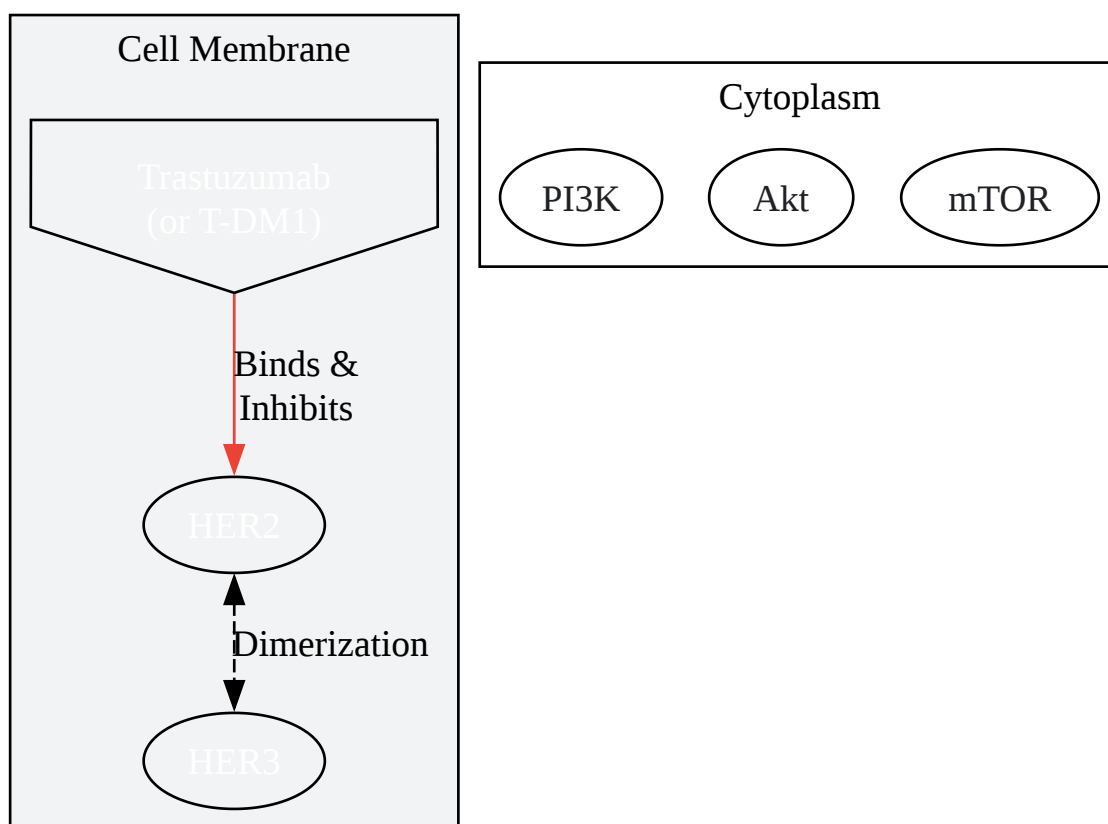 Cell Membrane
Trastuzumab
(or T-DM1)
Binds &
Inhibits
HER2
Dimerization
HER3
Cytoplasm
PI3K
Akt
mTOR